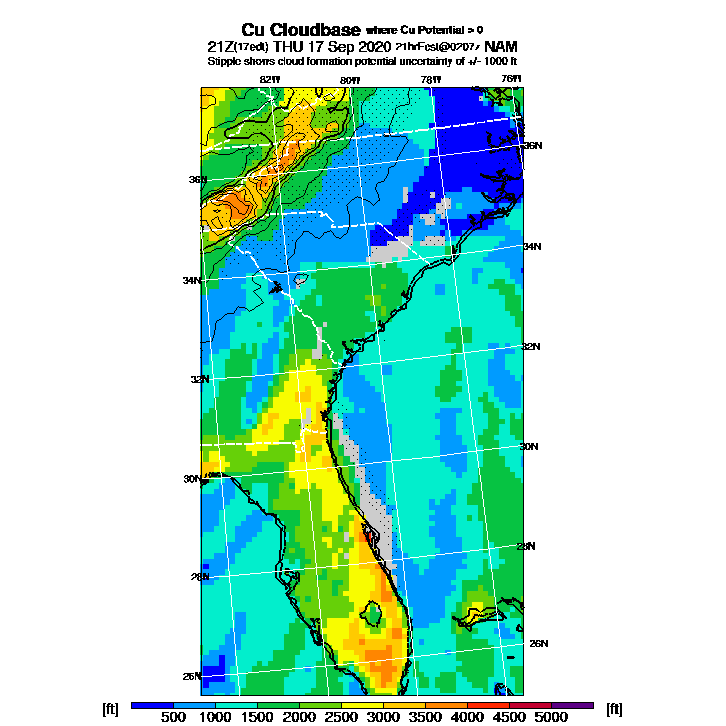 Cu Cloudbase where Cu Potential > 0
21Z(17edt) THU 17 Sep 2020 21hrFcst@0207z NAM
Stipple shows cloud formation potential uncertainty of +/- 1000 ft
82W 80W 78W 76W
36N
36N
34N
34N
32N
32N
30N
30N
28N
28N
26N
26N
[ft] [ft]
500 1000 1500 2000 2500 3000 3500 4000 4500 5000